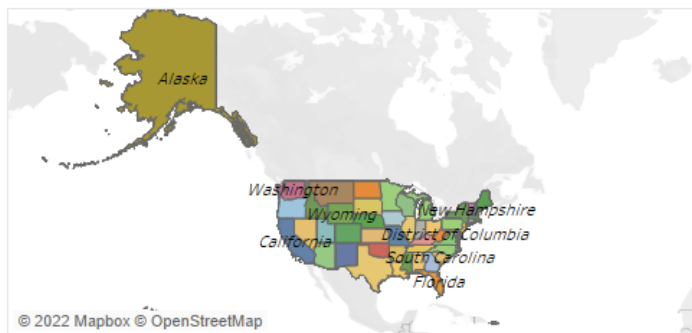 Alaska
Washington
Wyoming
New Hampshire
California
District of Columbia
South Carolina
Florida
© 2022 Mapbox © OpenStreetMap